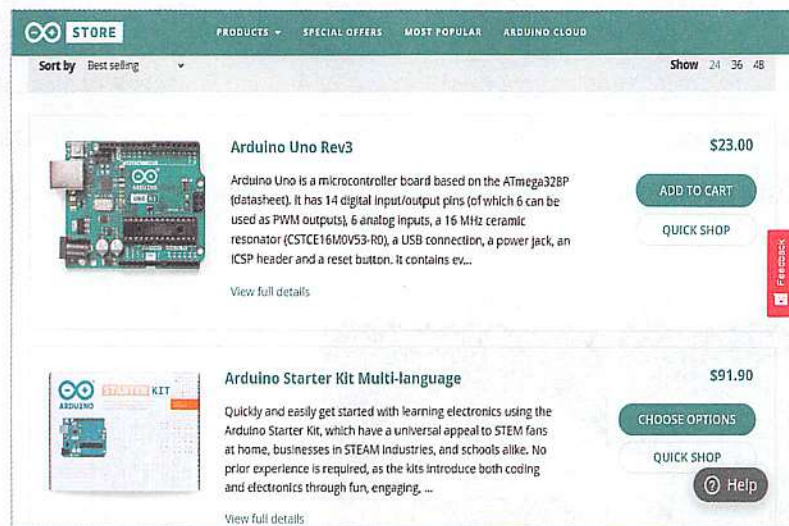 STORE
PRODUCTS SPECIAL OFFERS MOST POPULAR ARDUINO CLOUD
Sort by Best selling Show 24 36 48
Arduino Uno Rev3 $23.00
Arduino Uno is a microcontroller board based on the ATmega328P
(datasheet). It has 14 digital input/output pins (of which 6 can be
used as PWM outputs), 6 analog inputs, a 16 MHz ceramic
resonator (CSTCE16M0V53-R0), a USB connection, a power jack, an
ICSP header and a reset button. It contains ev...
View full details
ADD TO CART
QUICK SHOP
Feedback
ARDUINO
UNO
Arduino Starter Kit Multi-language $91.90
Quickly and easily get started with learning electronics using the
Arduino Starter Kit, which have a universal appeal to STEM fans
at home, businesses in STEAM industries, and schools alike. No
prior experience is required, as the kits introduce both coding
and electronics through fun, engaging, ...
View full details
CHOOSE OPTIONS
QUICK SHOP
Help
STARTER KIT
ARDUINO